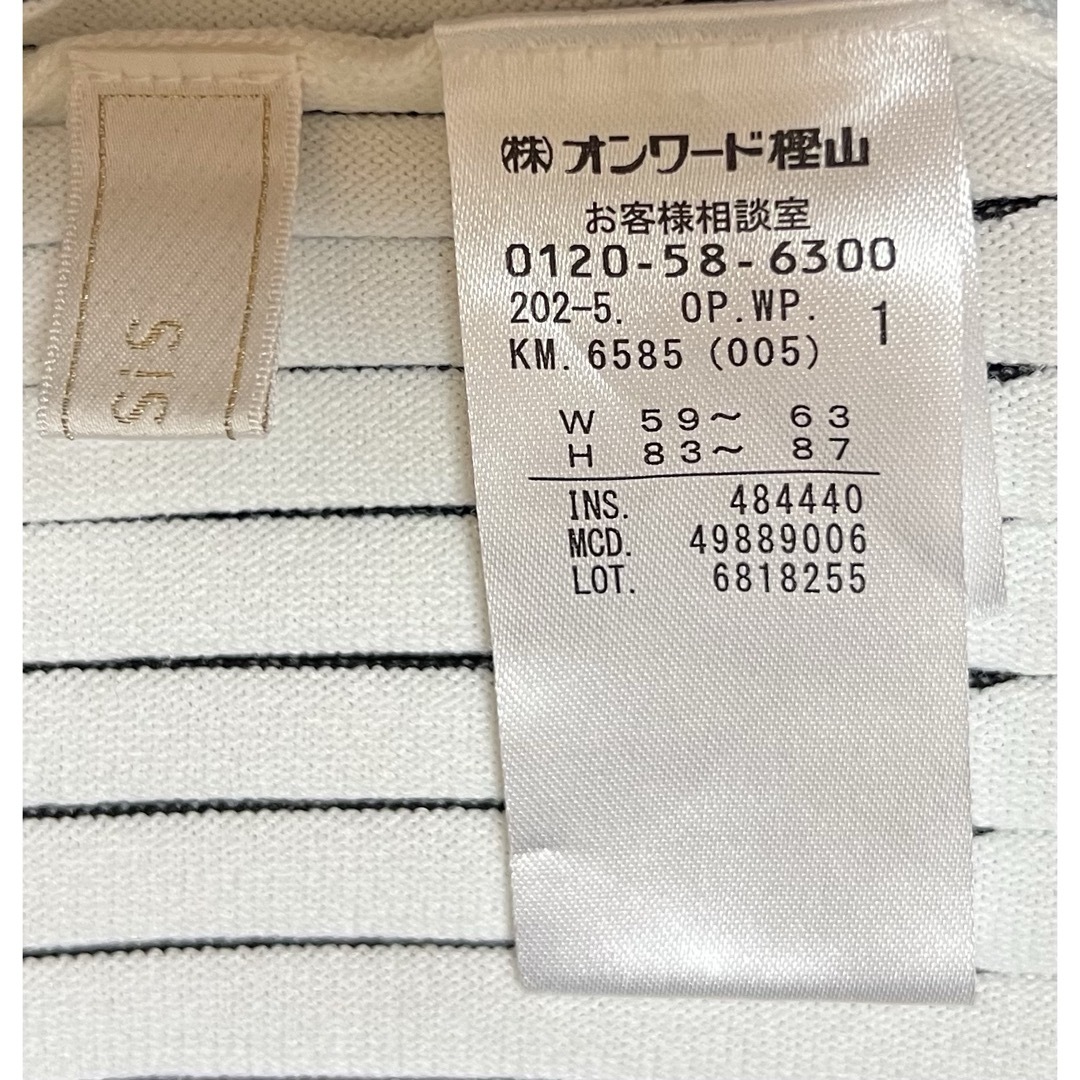 SiS
㈱オンワード樫山
お客様相談室
0120-58-6300
202-5. OP.WP. 1
KM. 6585 (005)
W 59〜 63
H 83〜 87
INS. 484440
MCD. 49889006
LOT. 6818255